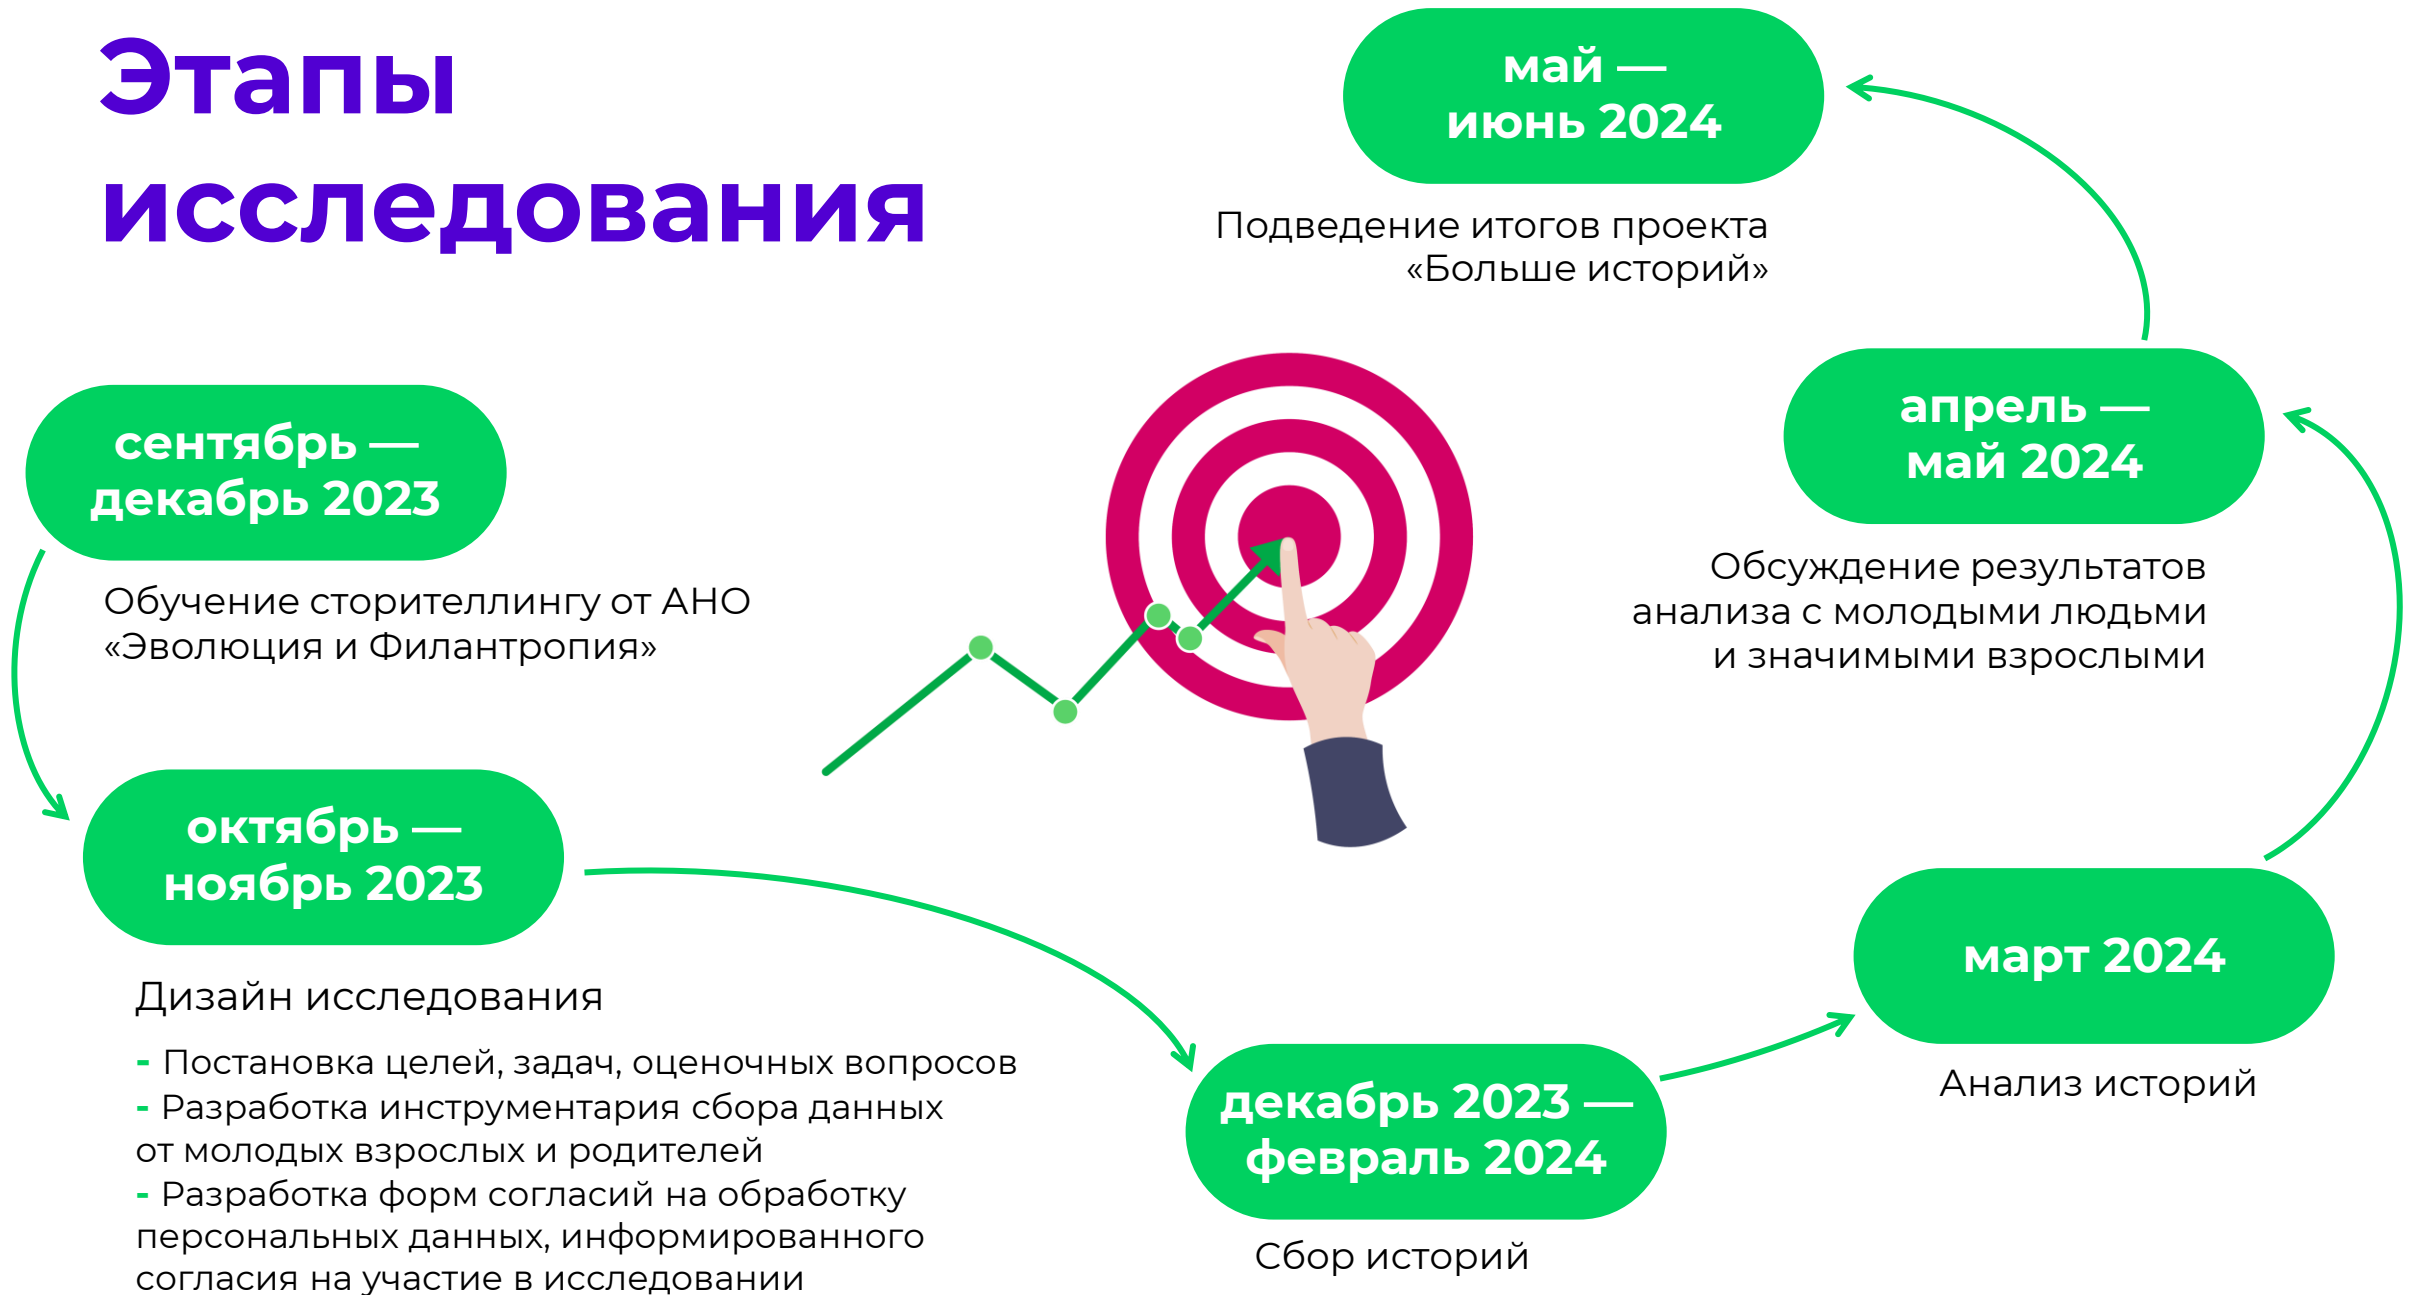 Этапы
исследования
сентябрь —
декабрь 2023
Обучение сторителлингу от АНО
«Эволюция и Филантропия»
октябрь —
ноябрь 2023
Дизайн исследования
- Постановка целей, задач, оценочных вопросов
- Разработка инструментария сбора данных
от молодых взрослых и родителей
- Разработка форм согласий на обработку
персональных данных, информированного
согласия на участие в исследовании
декабрь 2023 —
февраль 2024
Сбор историй
март 2024
Анализ историй
апрель —
май 2024
Обсуждение результатов
анализа с молодыми людьми
и значимыми взрослыми
май —
июнь 2024
Подведение итогов проекта
«Больше историй»